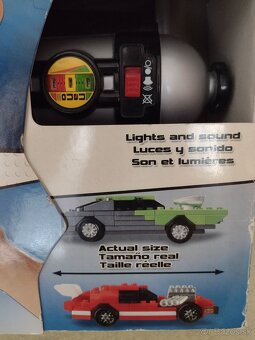 Lights and sound
Luces y sonido
Son et lumières
Actual size
Tamaño real
Taille réelle